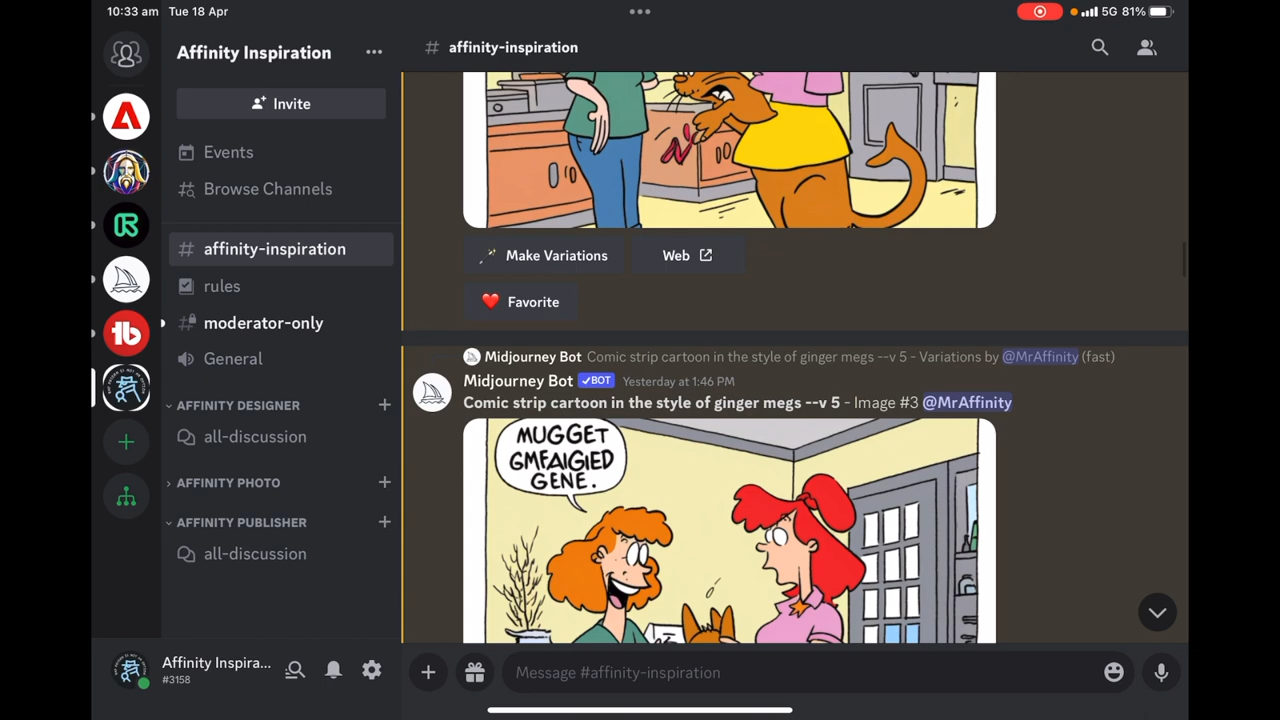 10:33 am Tue 18 Apr
5G 81%
Affinity Inspiration
Invite
Events
Browse Channels
affinity-inspiration
rules
moderator-only
General
AFFINITY DESIGNER
all-discussion
AFFINITY PHOTO
AFFINITY PUBLISHER
all-discussion
Affinity Inspira...
#3158
# affinity-inspiration
Make Variations
Web
Favorite
Midjourney Bot Comic strip cartoon in the style of ginger megs --v 5 - Variations by @MrAffinity (fast)
Midjourney Bot BOT Yesterday at 1:46 PM
Comic strip cartoon in the style of ginger megs --v 5 - Image #3 @MrAffinity
MUGGET
GMFAIGIED
GENE.
Message #affinity-inspiration